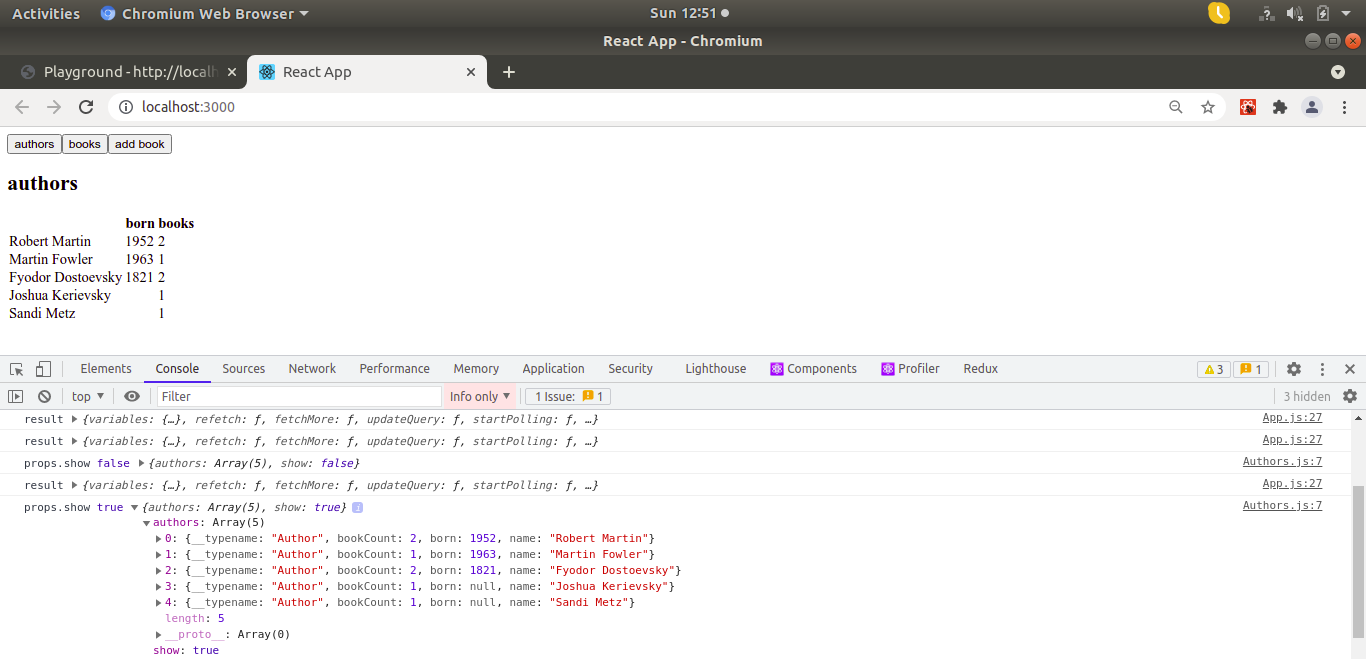 Activities Chromium Web Browser Sun 12:51
React App - Chromium
Playground - http://localh React App
localhost:3000
authors books add book
authors
born books
Robert Martin 1952 2
Martin Fowler 1963 1
Fyodor Dostoevsky 1821 2
Joshua Kerievsky 1
Sandi Metz 1
Elements Console Sources Network Performance Memory Application Security Lighthouse Components Profiler Redux 3 1
top Filter Info only 1 Issue: 1 3 hidden
result {variables: {…}, refetch: ƒ, fetchMore: ƒ, updateQuery: ƒ, startPolling: ƒ, …} App.js:27
result {variables: {…}, refetch: ƒ, fetchMore: ƒ, updateQuery: ƒ, startPolling: ƒ, …} App.js:27
props.show false {authors: Array(5), show: false} Authors.js:7
result {variables: {…}, refetch: ƒ, fetchMore: ƒ, updateQuery: ƒ, startPolling: ƒ, …} App.js:27
props.show true {authors: Array(5), show: true} i Authors.js:7
authors: Array(5)
0: {__typename: "Author", bookCount: 2, born: 1952, name: "Robert Martin"}
1: {__typename: "Author", bookCount: 1, born: 1963, name: "Martin Fowler"}
2: {__typename: "Author", bookCount: 2, born: 1821, name: "Fyodor Dostoevsky"}
3: {__typename: "Author", bookCount: 1, born: null, name: "Joshua Kerievsky"}
4: {__typename: "Author", bookCount: 1, born: null, name: "Sandi Metz"}
length: 5
__proto__: Array(0)
show: true